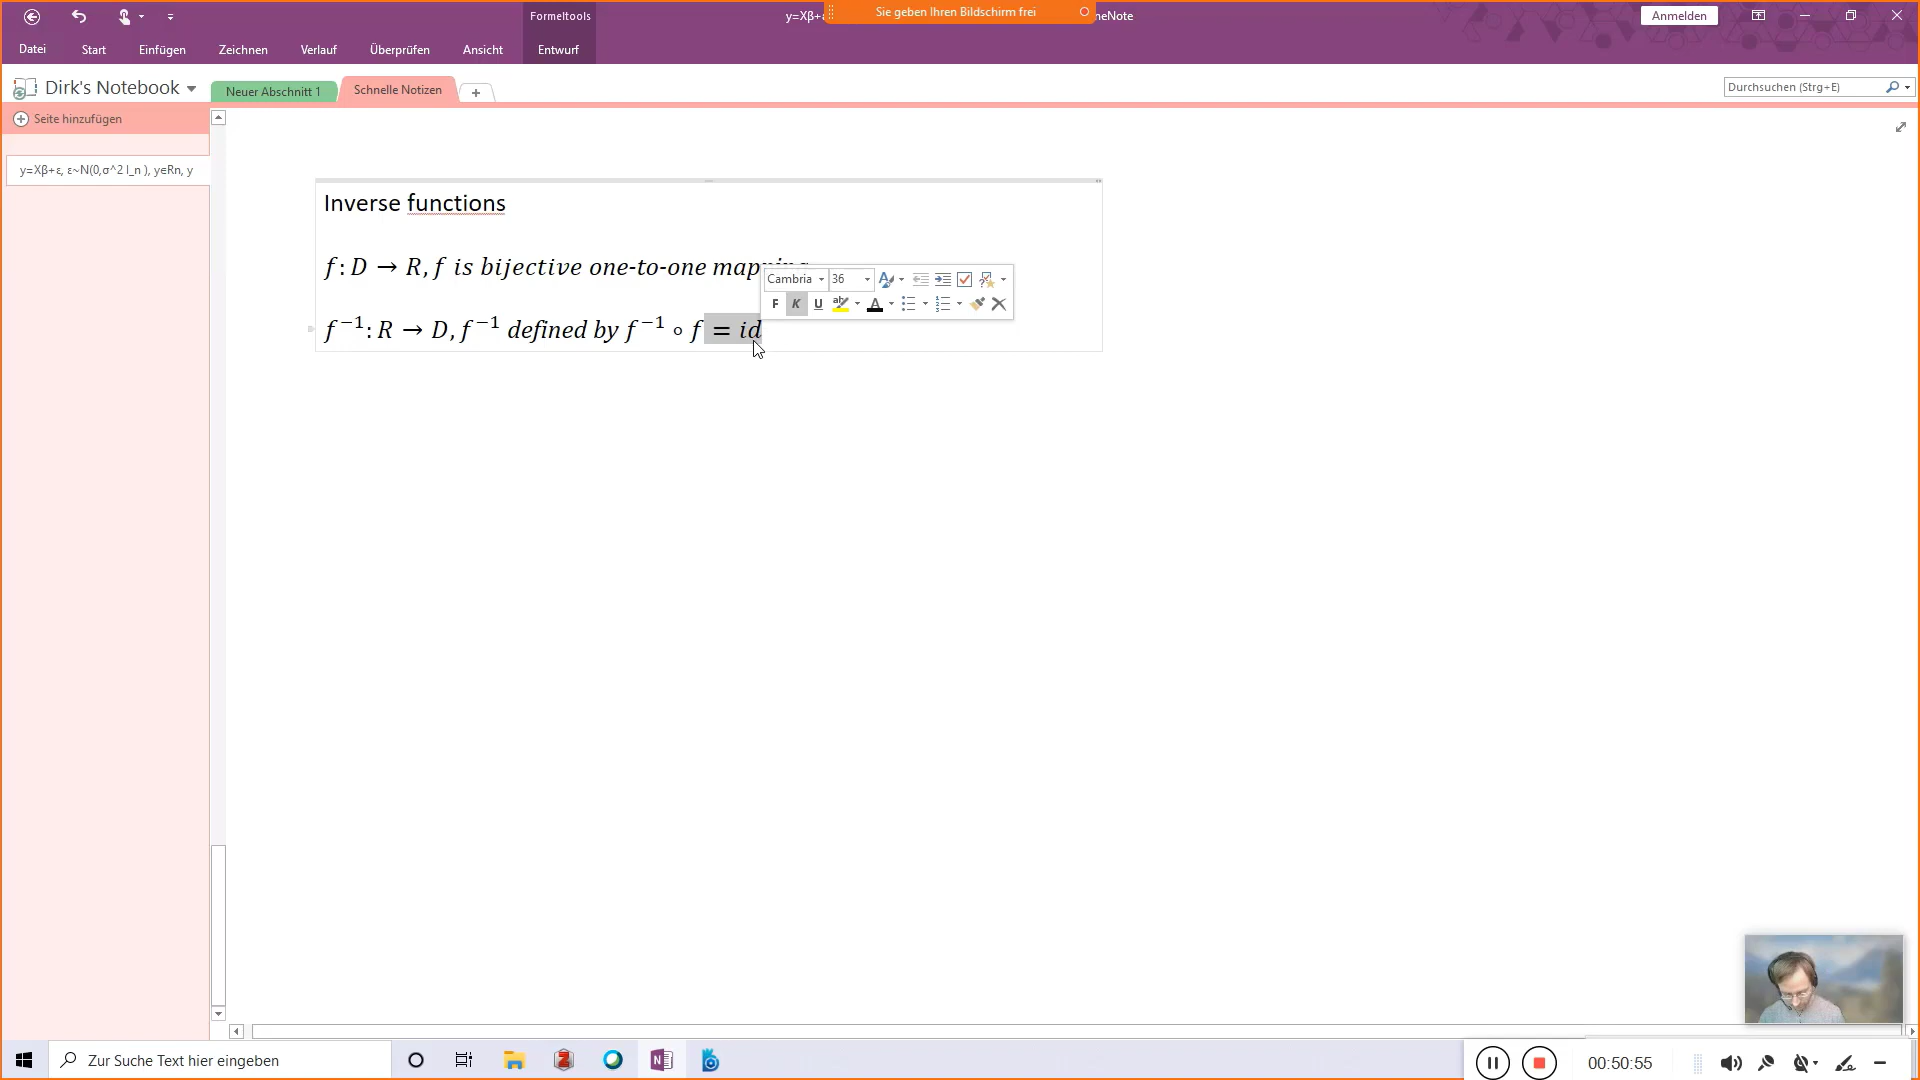 Formeltools
y=Xβ+ε
Sie geben Ihren Bildschirm frei
neNote
Anmelden
Datei
Start
Einfügen
Zeichnen
Verlauf
Überprüfen
Ansicht
Entwurf
Dirk's Notebook
Neuer Abschnitt 1
Schnelle Notizen
Durchsuchen (Strg+E)
Seite hinzufügen
y=Xβ+ε, ε~N(0,σ^2 I_n ), y∈Rn, y
Inverse functions
f: D → R, f is bijective one-to-one mapping
Cambria 36
F K U ab A
f⁻¹: R → D, f⁻¹ defined by f⁻¹ ∘ f = id
Zur Suche Text hier eingeben
00:50:55